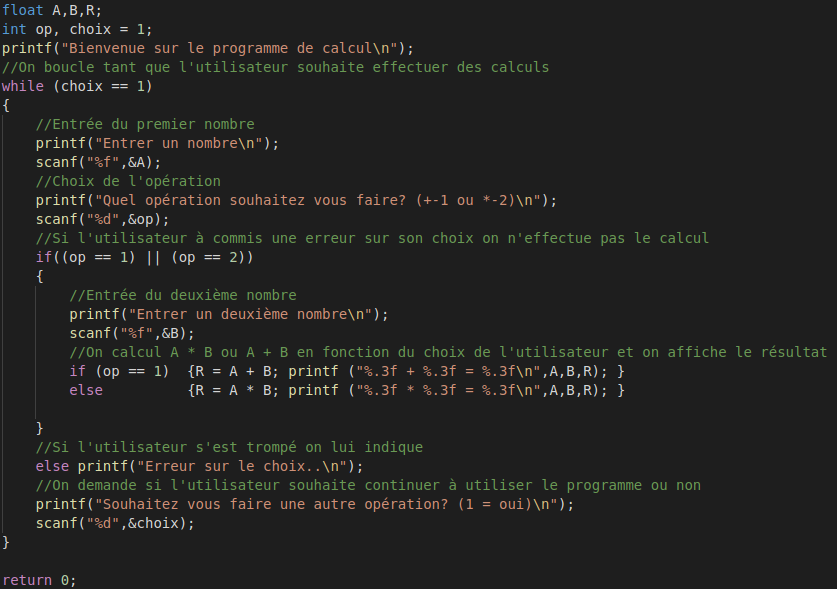 float A,B,R;
int op, choix = 1;
printf("Bienvenue sur le programme de calcul\n");
//On boucle tant que l'utilisateur souhaite effectuer des calculs
while (choix == 1)
{
    //Entrée du premier nombre
    printf("Entrer un nombre\n");
    scanf("%f",&A);
    //Choix de l'opération
    printf("Quel opération souhaitez vous faire? (+-1 ou *-2)\n");
    scanf("%d",&op);
    //Si l'utilisateur à commis une erreur sur son choix on n'effectue pas le calcul
    if((op == 1) || (op == 2))
    {
        //Entrée du deuxième nombre
        printf("Entrer un deuxième nombre\n");
        scanf("%f",&B);
        //On calcul A * B ou A + B en fonction du choix de l'utilisateur et on affiche le résultat
        if (op == 1)  {R = A + B; printf ("%.3f + %.3f = %.3f\n",A,B,R); }
        else          {R = A * B; printf ("%.3f * %.3f = %.3f\n",A,B,R); }
    }
    //Si l'utilisateur s'est trompé on lui indique
    else printf("Erreur sur le choix..\n");
    //On demande si l'utilisateur souhaite continuer à utiliser le programme ou non
    printf("Souhaitez vous faire une autre opération? (1 = oui)\n");
    scanf("%d",&choix);
}
return 0;